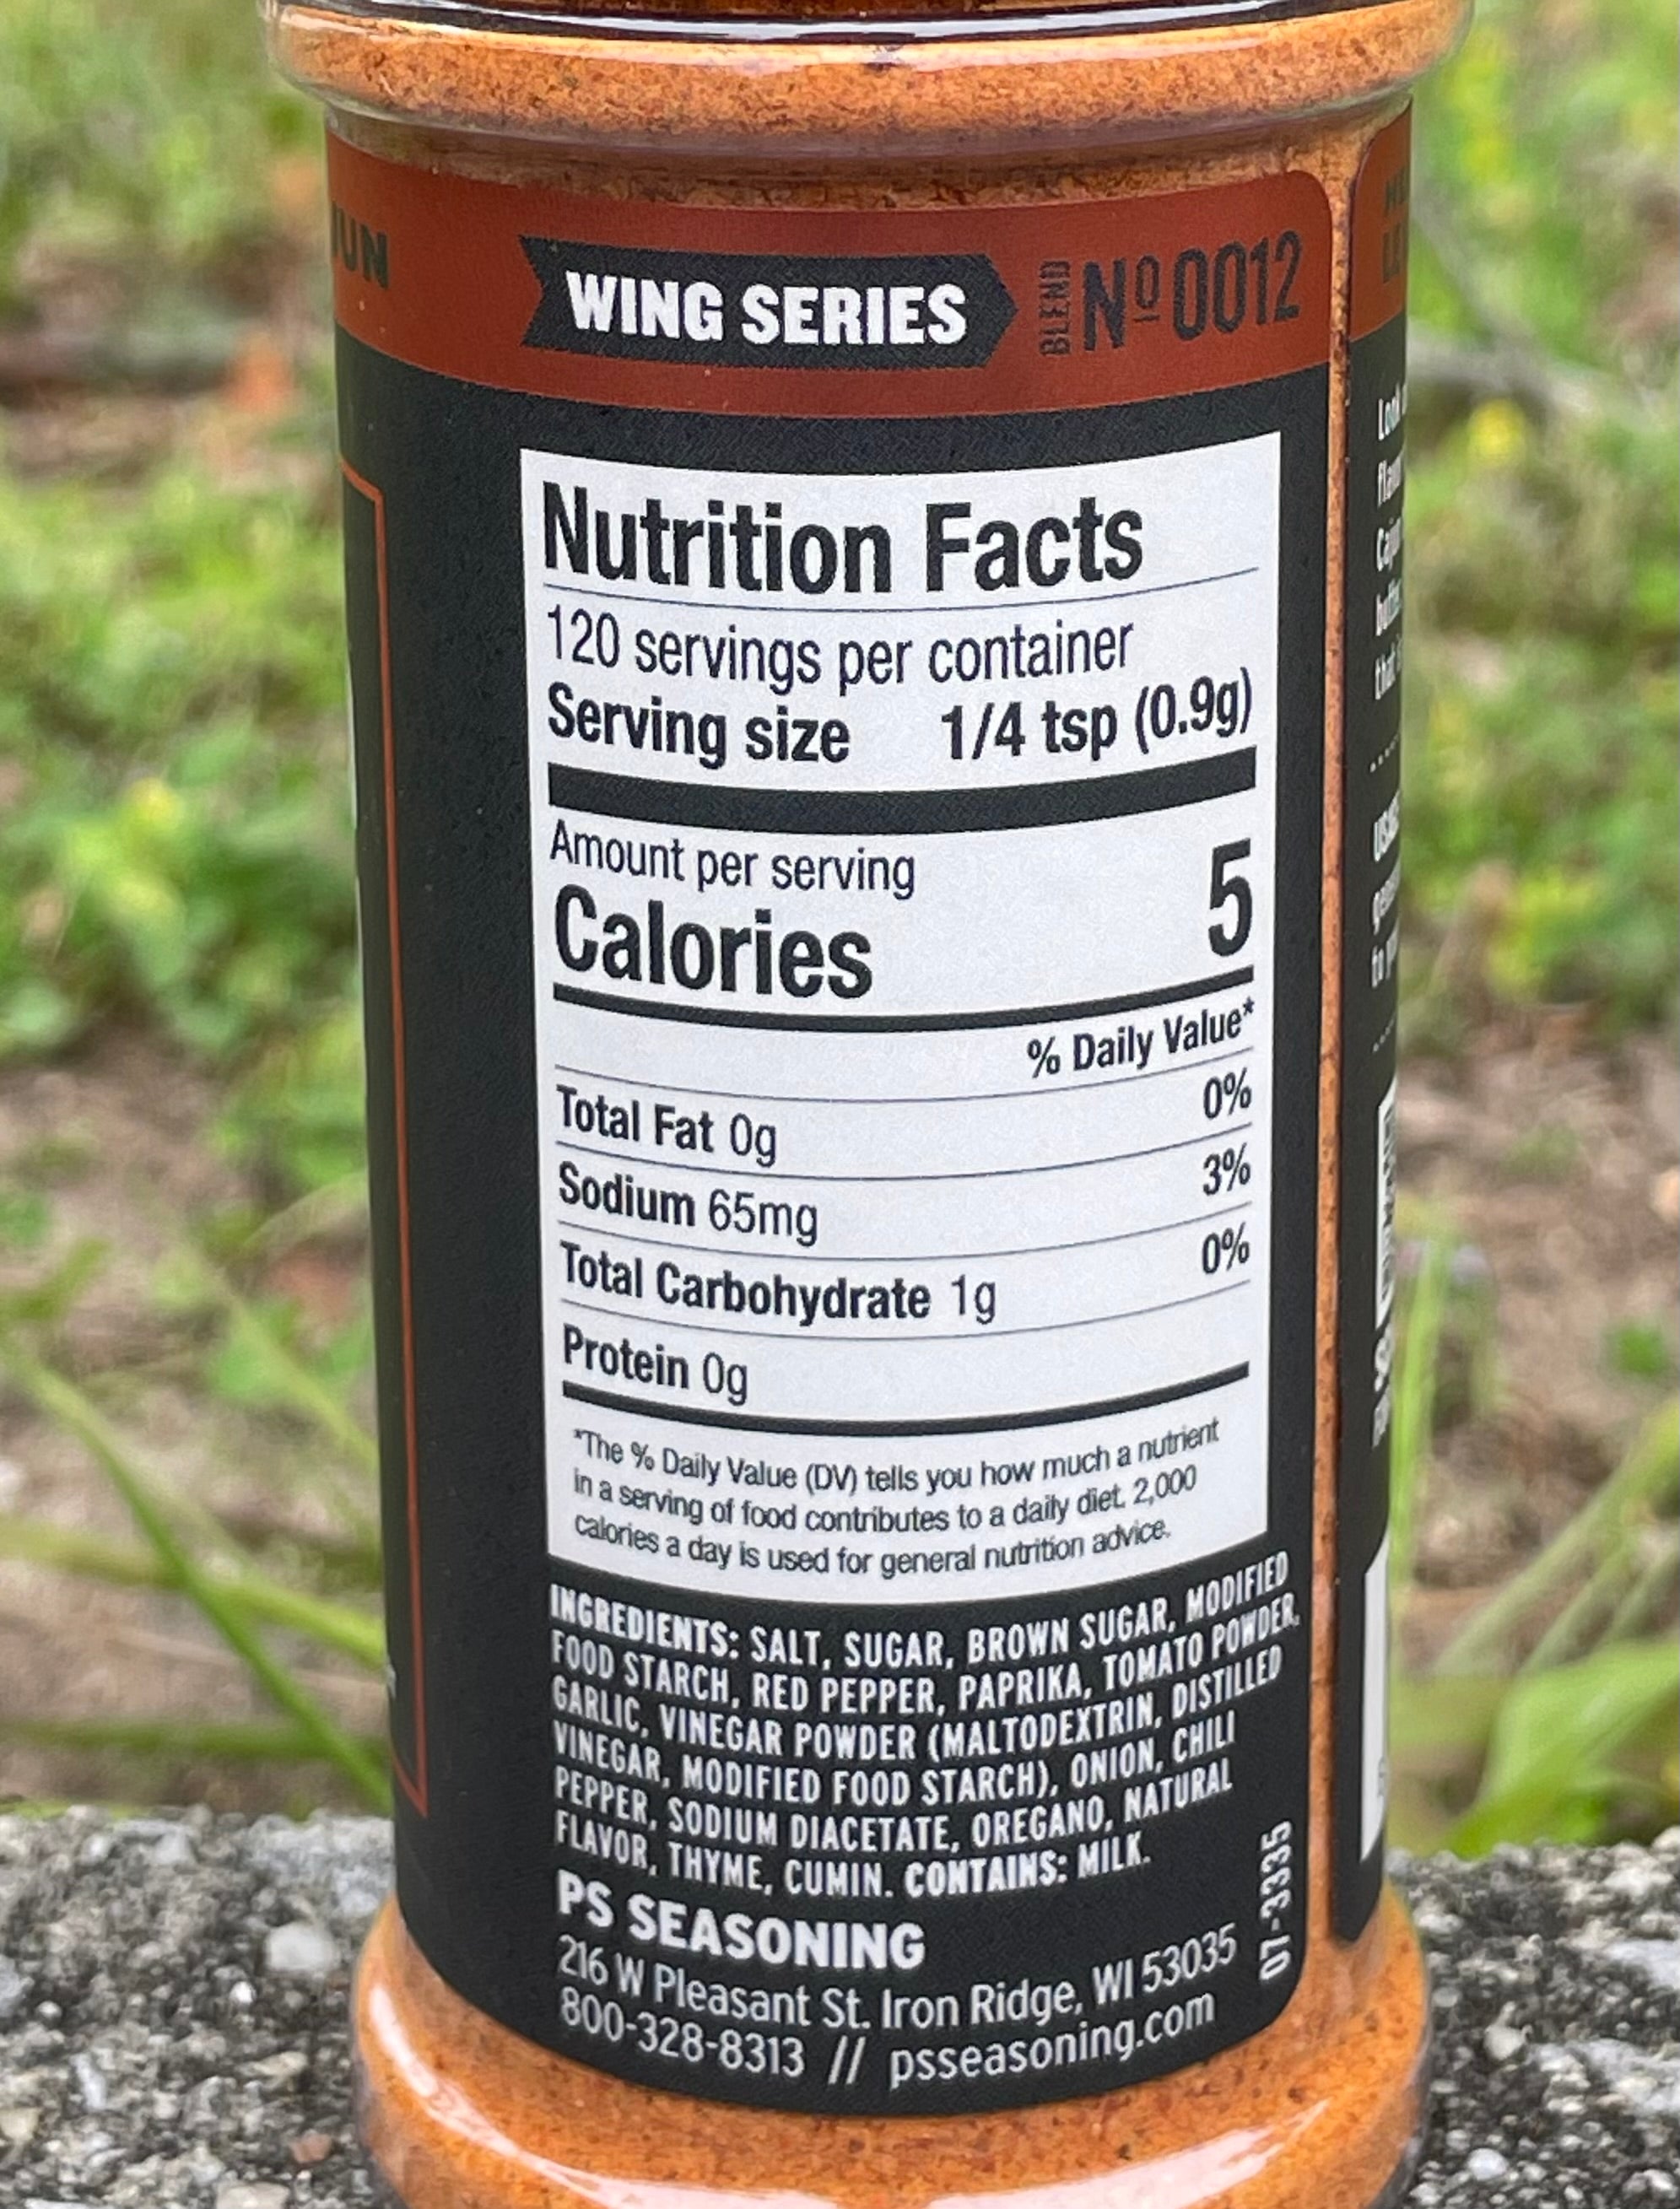 WING SERIES
BLEND Nº 0012
Nutrition Facts
120 servings per container
Serving size 1/4 tsp (0.9g)
Amount per serving
Calories 5
% Daily Value*
Total Fat 0g 0%
Sodium 65mg 3%
Total Carbohydrate 1g 0%
Protein 0g
*The % Daily Value (DV) tells you how much a nutrient
in a serving of food contributes to a daily diet. 2,000
calories a day is used for general nutrition advice.
INGREDIENTS: SALT, SUGAR, BROWN SUGAR, MODIFIED
FOOD STARCH, RED PEPPER, PAPRIKA, TOMATO POWDER,
GARLIC, VINEGAR POWDER (MALTODEXTRIN, DISTILLED
VINEGAR, MODIFIED FOOD STARCH), ONION, CHILI
PEPPER, SODIUM DIACETATE, OREGANO, NATURAL
FLAVOR, THYME, CUMIN. CONTAINS: MILK.
PS SEASONING
216 W Pleasant St. Iron Ridge, WI 53035
800-328-8313 // psseasoning.com
07-3335